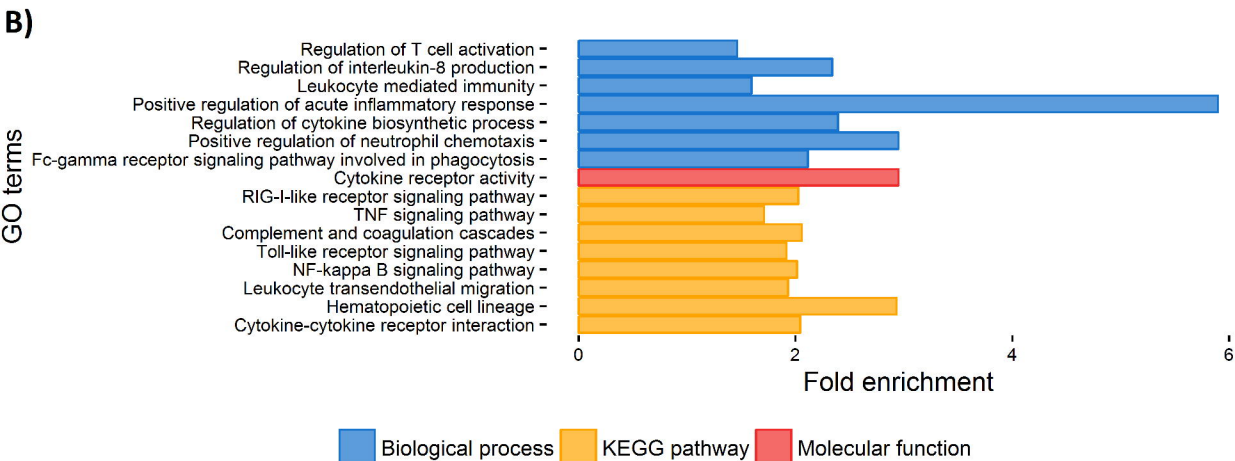 B)
GO terms
Regulation of T cell activation
Regulation of interleukin-8 production
Leukocyte mediated immunity
Positive regulation of acute inflammatory response
Regulation of cytokine biosynthetic process
Positive regulation of neutrophil chemotaxis
Fc-gamma receptor signaling pathway involved in phagocytosis
Cytokine receptor activity
RIG-I-like receptor signaling pathway
TNF signaling pathway
Complement and coagulation cascades
Toll-like receptor signaling pathway
NF-kappa B signaling pathway
Leukocyte transendothelial migration
Hematopoietic cell lineage
Cytokine-cytokine receptor interaction
0 2 4 6
Fold enrichment
Biological process KEGG pathway Molecular function